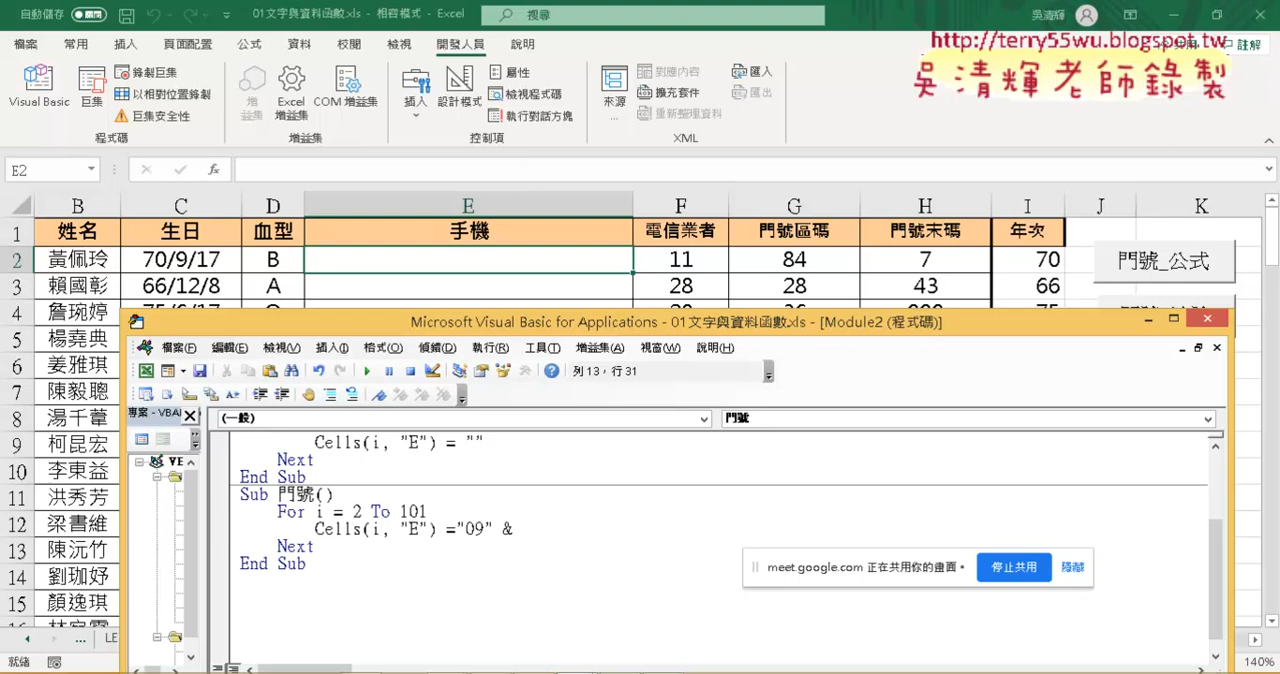 自動儲存 關閉 01文字與資料函數.xls - 相容模式 - Excel 搜尋 吳清輝
檔案 常用 插入 頁面配置 公式 資料 校閱 檢視 開發人員 說明 註解
http://terry55wu.blogspot.tw
吳清輝老師錄製
Visual Basic 巨集 錄製巨集 以相對位置錄製 巨集安全性 增益集 Excel 增益集 COM 增益集 插入 設計模式 屬性 檢視程式碼 執行對話方塊 來源... 對應內容 擴充套件 重新整理資料 匯入 匯出
程式碼 增益集 控制項 XML
E2 fx
B C D E F G H I J K
1 姓名 生日 血型 手機 電信業者 門號區碼 門號末碼 年次
2 黃佩玲 70/9/17 B 11 84 7 70 門號_公式
3 賴國彰 66/12/8 A 28 28 43 66
4 詹琬婷
5 楊堯典
6 姜雅琪
7 陳毅聰
8 湯千葦
9 柯昆宏
10 李東益
11 洪秀芳
12 梁書維
13 陳沅竹
14 劉珈妤
15 顏逸琪
Microsoft Visual Basic for Applications - 01文字與資料函數.xls - [Module2 (程式碼)]
檔案(F) 編輯(E) 檢視(V) 插入(I) 格式(O) 偵錯(D) 執行(R) 工具(T) 增益集(A) 視窗(W) 說明(H)
列 13，行 31
專案 - VBA
(一般) 門號
Cells(i, "E") = ""
Next
End Sub
Sub 門號()
For i = 2 To 101
Cells(i, "E") ="09" &
Next
End Sub
meet.google.com 正在共用你的畫面。 停止共用 隱藏
... LE
就緒 140%